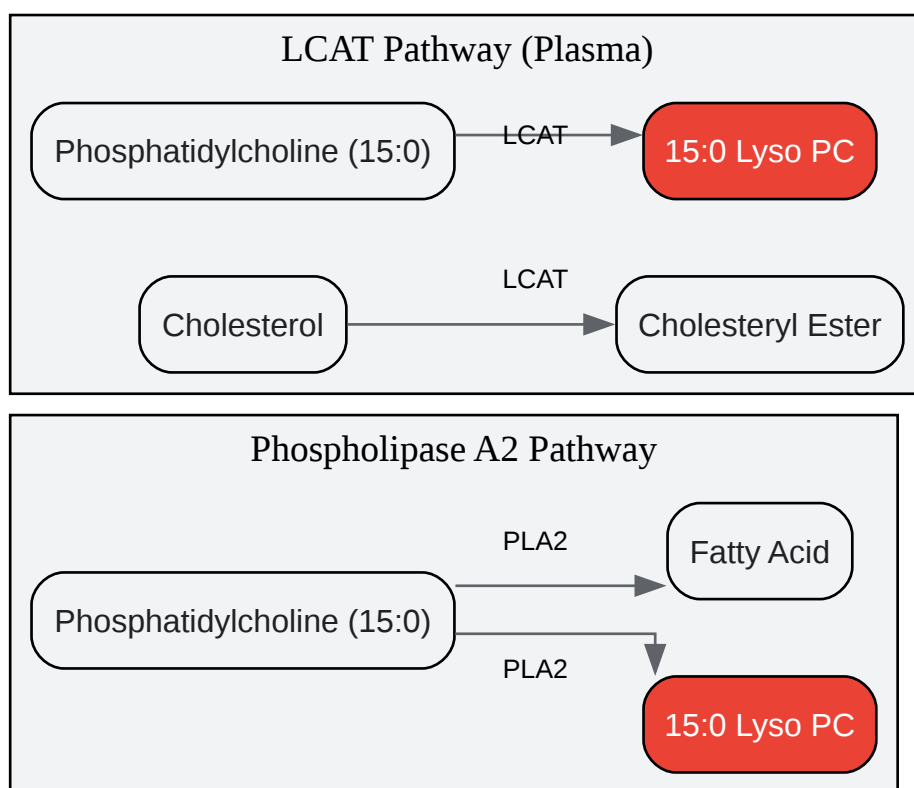 LCAT Pathway (Plasma)
Phosphatidylcholine (15:0)
LCAT
15:0 Lyso PC
LCAT
Cholesterol
Cholesteryl Ester
Phospholipase A2 Pathway
PLA2
Fatty Acid
Phosphatidylcholine (15:0)
PLA2
15:0 Lyso PC